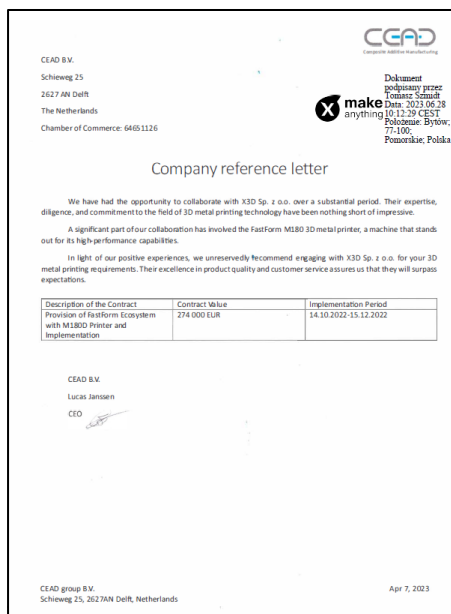 CEAD
Composite Additive Manufacturing
CEAD B.V.
Schieweg 25
2627 AN Delft
The Netherlands
Chamber of Commerce: 64651126
X make
anything
Dokument
podpisany przez
Tomasz Szmidt
Data: 2023.06.28
10:12:29 CEST
Położenie: Bytów;
77-100;
Pomorskie; Polska
Company reference letter
We have had the opportunity to collaborate with X3D Sp. z o.o. over a substantial period. Their expertise,
diligence, and commitment to the field of 3D metal printing technology have been nothing short of impressive.
A significant part of our collaboration has involved the FastForm M180 3D metal printer, a machine that stands
out for its high-performance capabilities.
In light of our positive experiences, we unreservedly recommend engaging with X3D Sp. z o.o. for your 3D
metal printing requirements. Their excellence in product quality and customer service assures us that they will surpass
expectations.
Description of the Contract Contract Value Implementation Period
Provision of FastForm Ecosystem 274 000 EUR 14.10.2022-15.12.2022
with M180D Printer and
Implementation
CEAD B.V.
Lucas Janssen
CEO
CEAD group B.V. Apr 7, 2023
Schieweg 25, 2627AN Delft, Netherlands